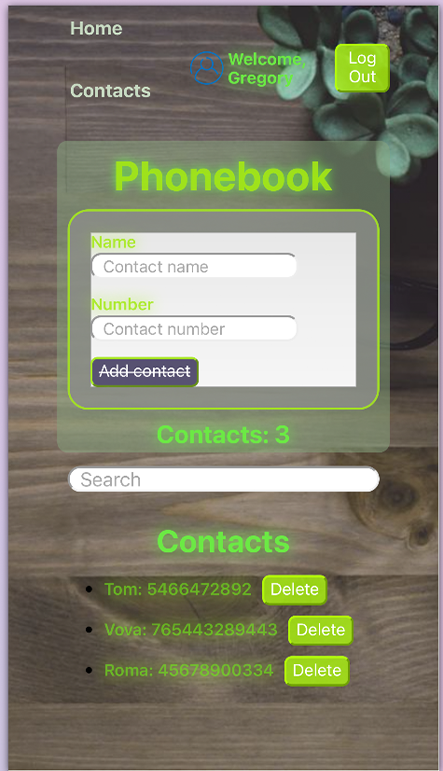 Home
Welcome,
Gregory
Log
Out
Contacts
Phonebook
Name
Contact name
Number
Contact number
Add contact
Contacts: 3
Search
Contacts
Tom: 5466472892 Delete
Vova: 765443289443 Delete
Roma: 45678900334 Delete